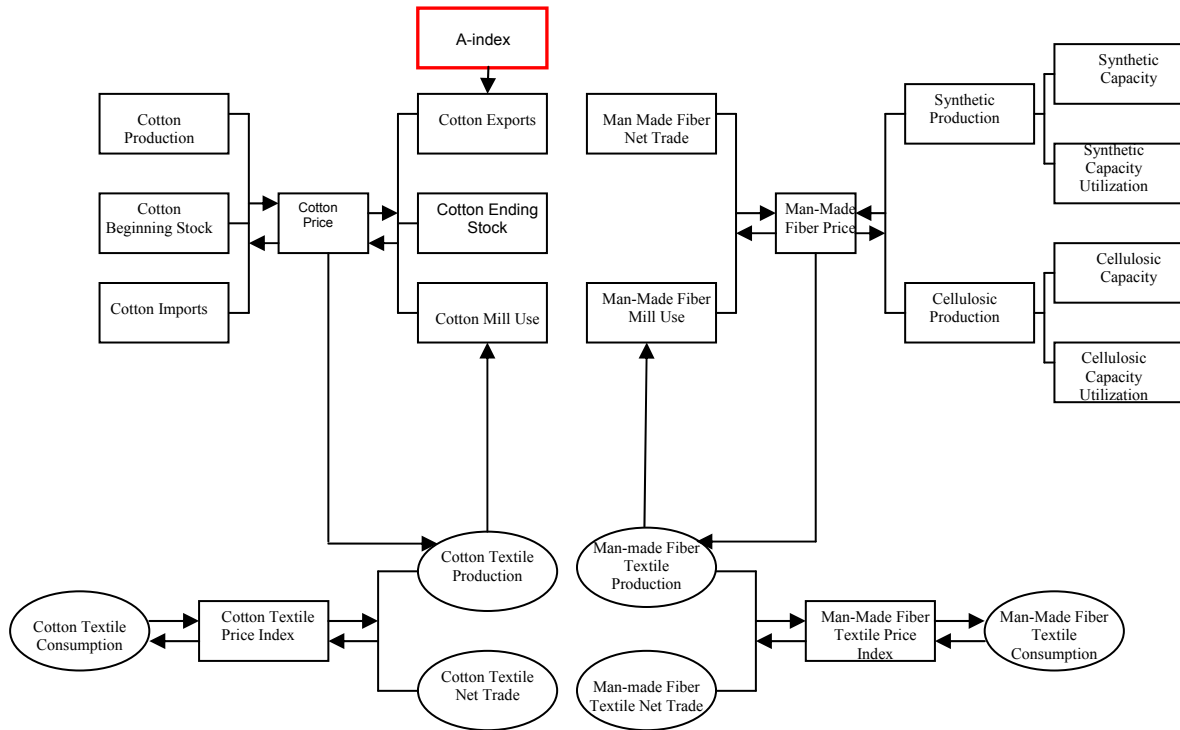 A-index
Cotton
Production
Cotton Exports
Man Made Fiber
Net Trade
Synthetic
Production
Synthetic
Capacity
Synthetic
Capacity
Utilization
Cotton
Beginning Stock
Cotton
Price
Cotton Ending
Stock
Man-Made
Fiber Price
Cotton Imports
Cotton Mill Use
Man-Made Fiber
Mill Use
Cellulosic
Production
Cellulosic
Capacity
Cellulosic
Capacity
Utilization
Cotton Textile
Production
Man-made Fiber
Textile
Production
Cotton Textile
Consumption
Cotton Textile
Price Index
Man-Made Fiber
Textile Price
Index
Man-Made Fiber
Textile
Consumption
Cotton Textile
Net Trade
Man-made Fiber
Textile Net Trade